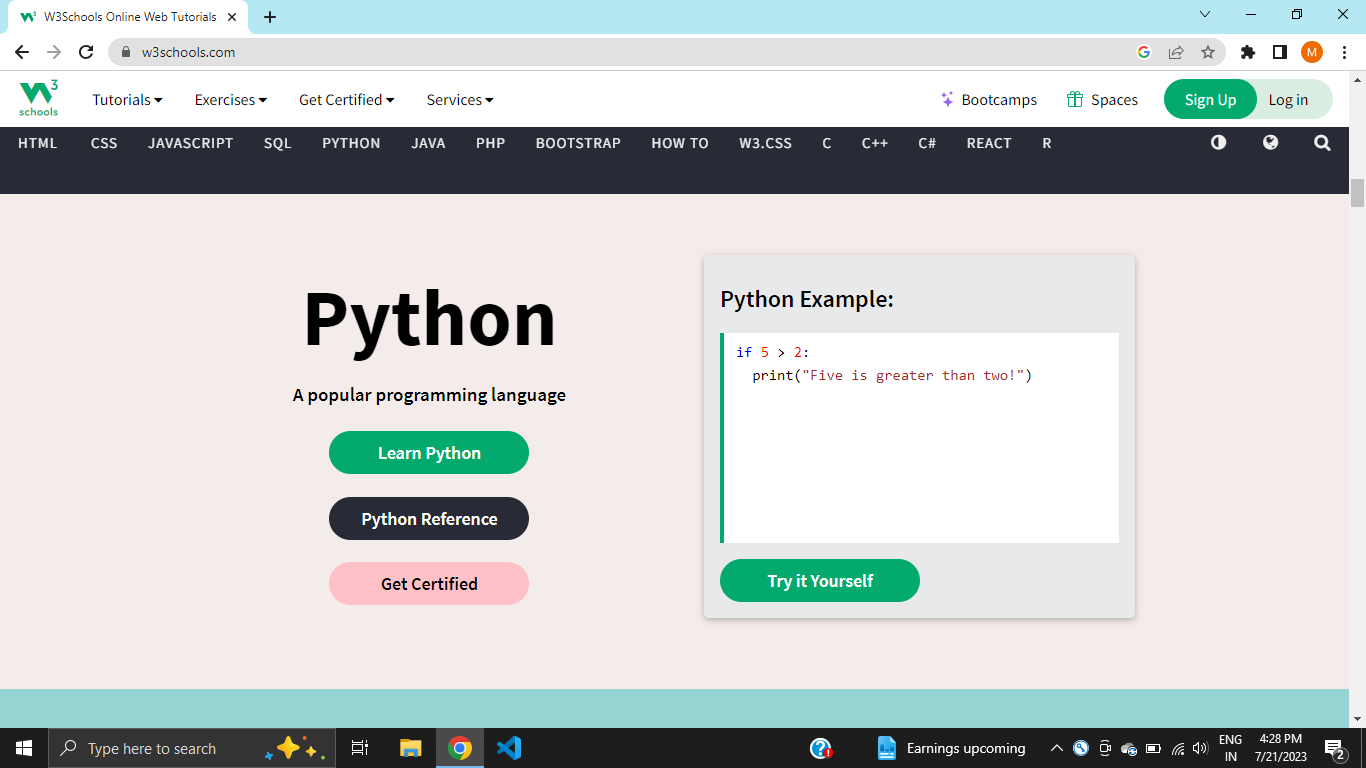 W3Schools Online Web Tutorials
w3schools.com
M
W3 schools
Tutorials Exercises Get Certified Services Bootcamps Spaces Sign Up Log in
HTML CSS JAVASCRIPT SQL PYTHON JAVA PHP BOOTSTRAP HOW TO W3.CSS C C++ C# REACT R
Python
A popular programming language
Learn Python
Python Reference
Get Certified
Python Example:
if 5 > 2:
  print("Five is greater than two!")
Try it Yourself
Type here to search
Earnings upcoming
ENG
IN
4:28 PM
7/21/2023
2